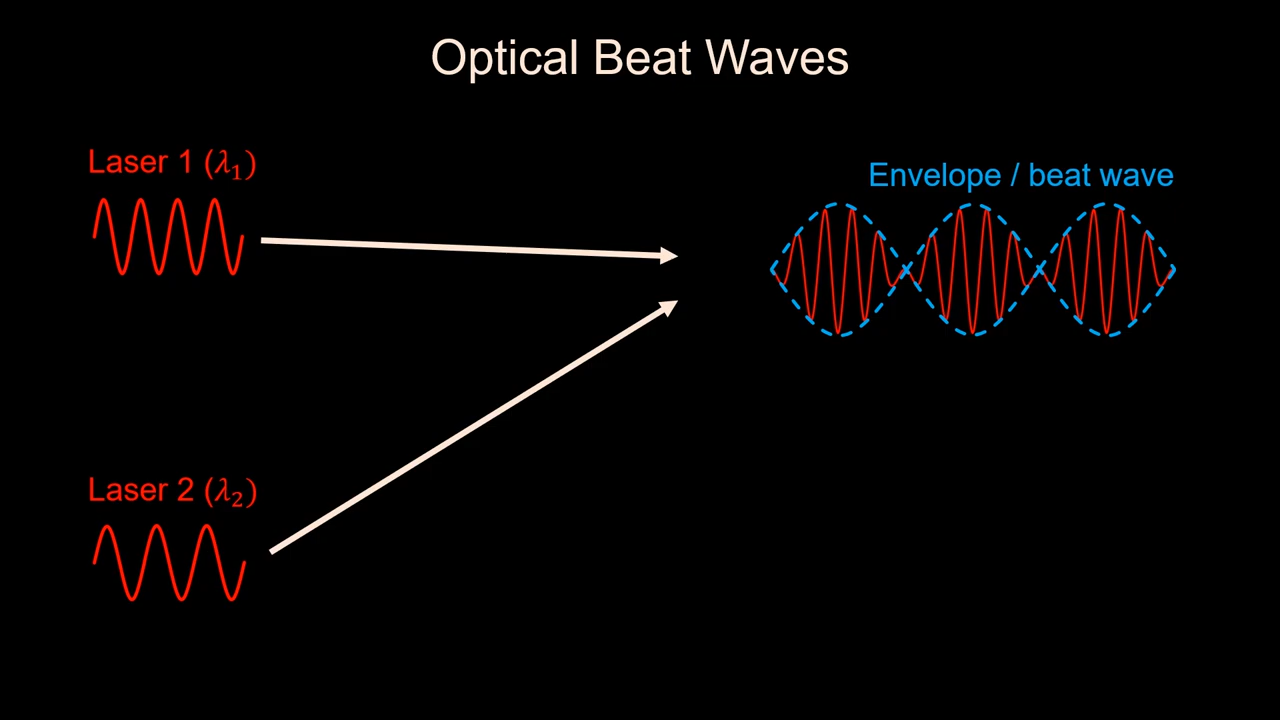 Optical Beat Waves
Laser 1 (λ₁)
Envelope / beat wave
Laser 2 (λ₂)